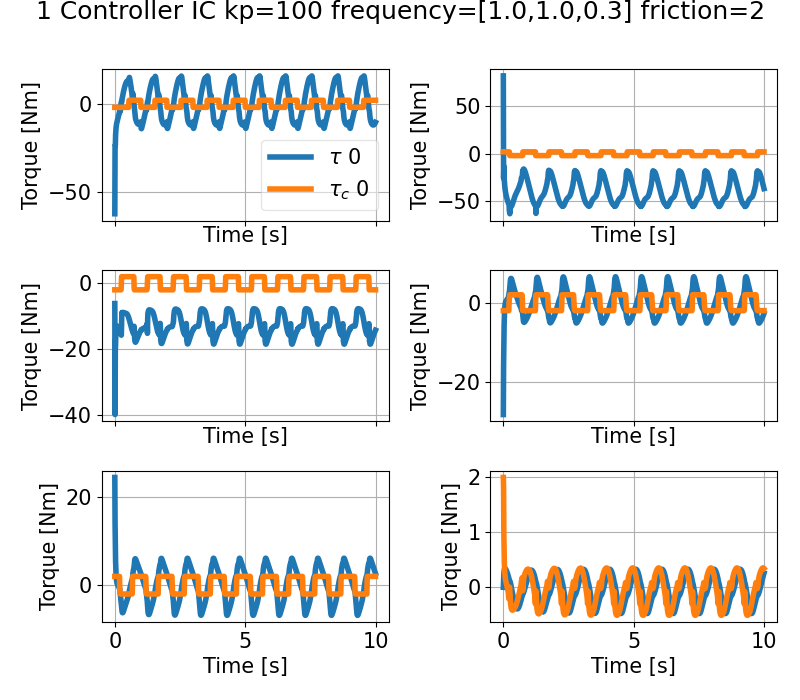 1 Controller IC kp=100 frequency=[1.0,1.0,0.3] friction=2
Torque [Nm]
0
−50
τ 0
τc 0
Time [s]
Torque [Nm]
50
0
−50
Time [s]
Torque [Nm]
0
−20
−40
Time [s]
Torque [Nm]
0
−20
Time [s]
Torque [Nm]
20
0
0 5 10
Time [s]
Torque [Nm]
2
1
0
0 5 10
Time [s]